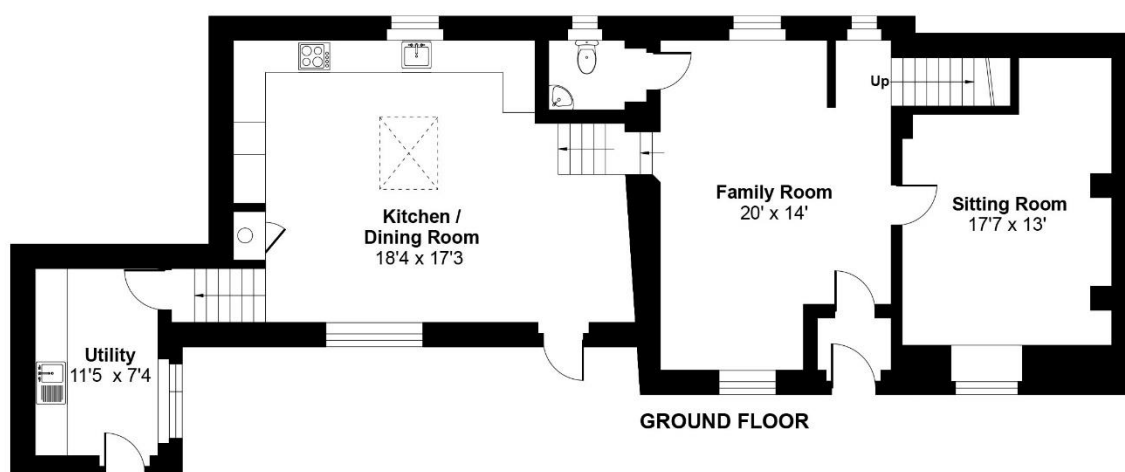 Up
Kitchen /
Dining Room
18'4 x 17'3
Family Room
20' x 14'
Sitting Room
17'7 x 13'
Utility
11'5 x 7'4
GROUND FLOOR